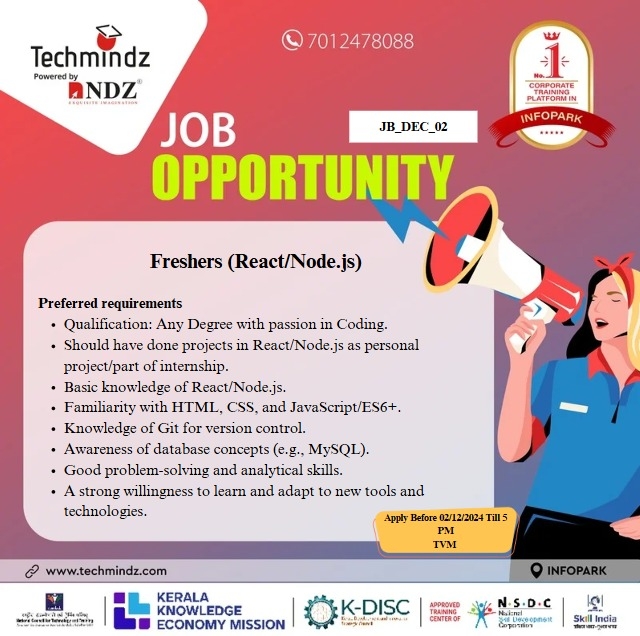 Techmindz
Powered by
NDZ
EXQUISITE IMAGINATION
7012478088
No.1
CORPORATE
TRAINING
PLATFORM IN
INFOPARK
JOB
JB_DEC_02
OPPORTUNITY
Freshers (React/Node.js)
Preferred requirements
• Qualification: Any Degree with passion in Coding.
• Should have done projects in React/Node.js as personal
project/part of internship.
• Basic knowledge of React/Node.js.
• Familiarity with HTML, CSS, and JavaScript/ES6+.
• Knowledge of Git for version control.
• Awareness of database concepts (e.g., MySQL).
• Good problem-solving and analytical skills.
• A strong willingness to learn and adapt to new tools and
technologies.
Apply Before 02/12/2024 Till 5
PM
TVM
www.techmindz.com
INFOPARK
KERALA
KNOWLEDGE
ECONOMY MISSION
K-DISC
APPROVED
TRAINING
CENTER OF
N·S·D·C
National
Skill Development
Corporation
Skill India